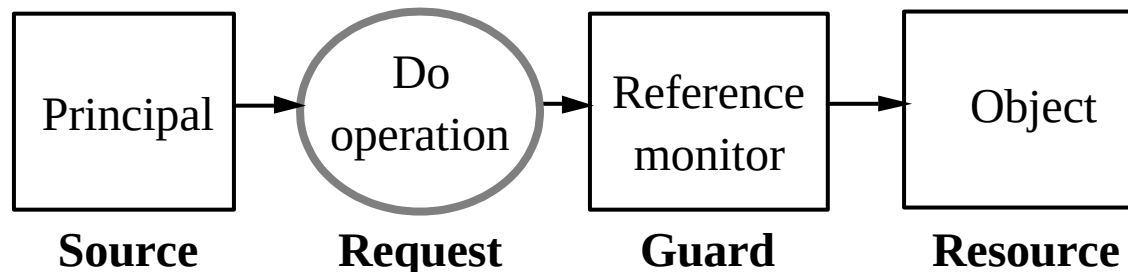 Principal
Do
operation
Reference
monitor
Object
Source
Request
Guard
Resource